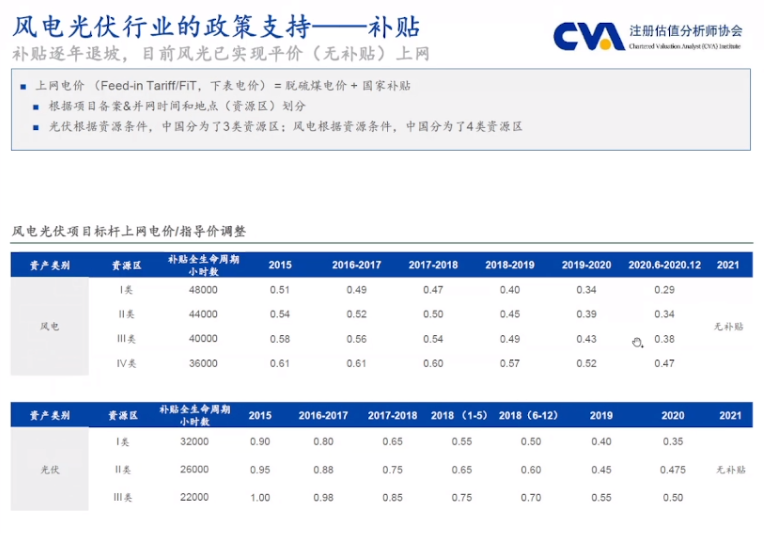 风电光伏行业的政策支持——补贴
补贴逐年退坡，目前风光已实现平价（无补贴）上网
CVA 注册估值分析师协会
Chartered Valuation Analyst (CVA) Institute
上网电价 （Feed-in Tariff/FiT，下表电价） = 脱硫煤电价 + 国家补贴
根据项目备案&并网时间和地点（资源区）划分
光伏根据资源条件，中国分为了3类资源区；风电根据资源条件，中国分为了4类资源区
风电光伏项目标杆上网电价/指导价调整
资产类别 资源区 补贴全生命周期小时数 2015 2016-2017 2017-2018 2018-2019 2019-2020 2020.6-2020.12 2021
风电 I类 48000 0.51 0.49 0.47 0.40 0.34 0.29 无补贴
II类 44000 0.54 0.52 0.50 0.45 0.39 0.34
III类 40000 0.58 0.56 0.54 0.49 0.43 0.38
IV类 36000 0.61 0.61 0.60 0.57 0.52 0.47
资产类别 资源区 补贴全生命周期小时数 2015 2016-2017 2017-2018 2018 （1-5） 2018（6-12） 2019 2020 2021
光伏 I类 32000 0.90 0.80 0.65 0.55 0.50 0.40 0.35 无补贴
II类 26000 0.95 0.88 0.75 0.65 0.60 0.45 0.475
III类 22000 1.00 0.98 0.85 0.75 0.70 0.55 0.50